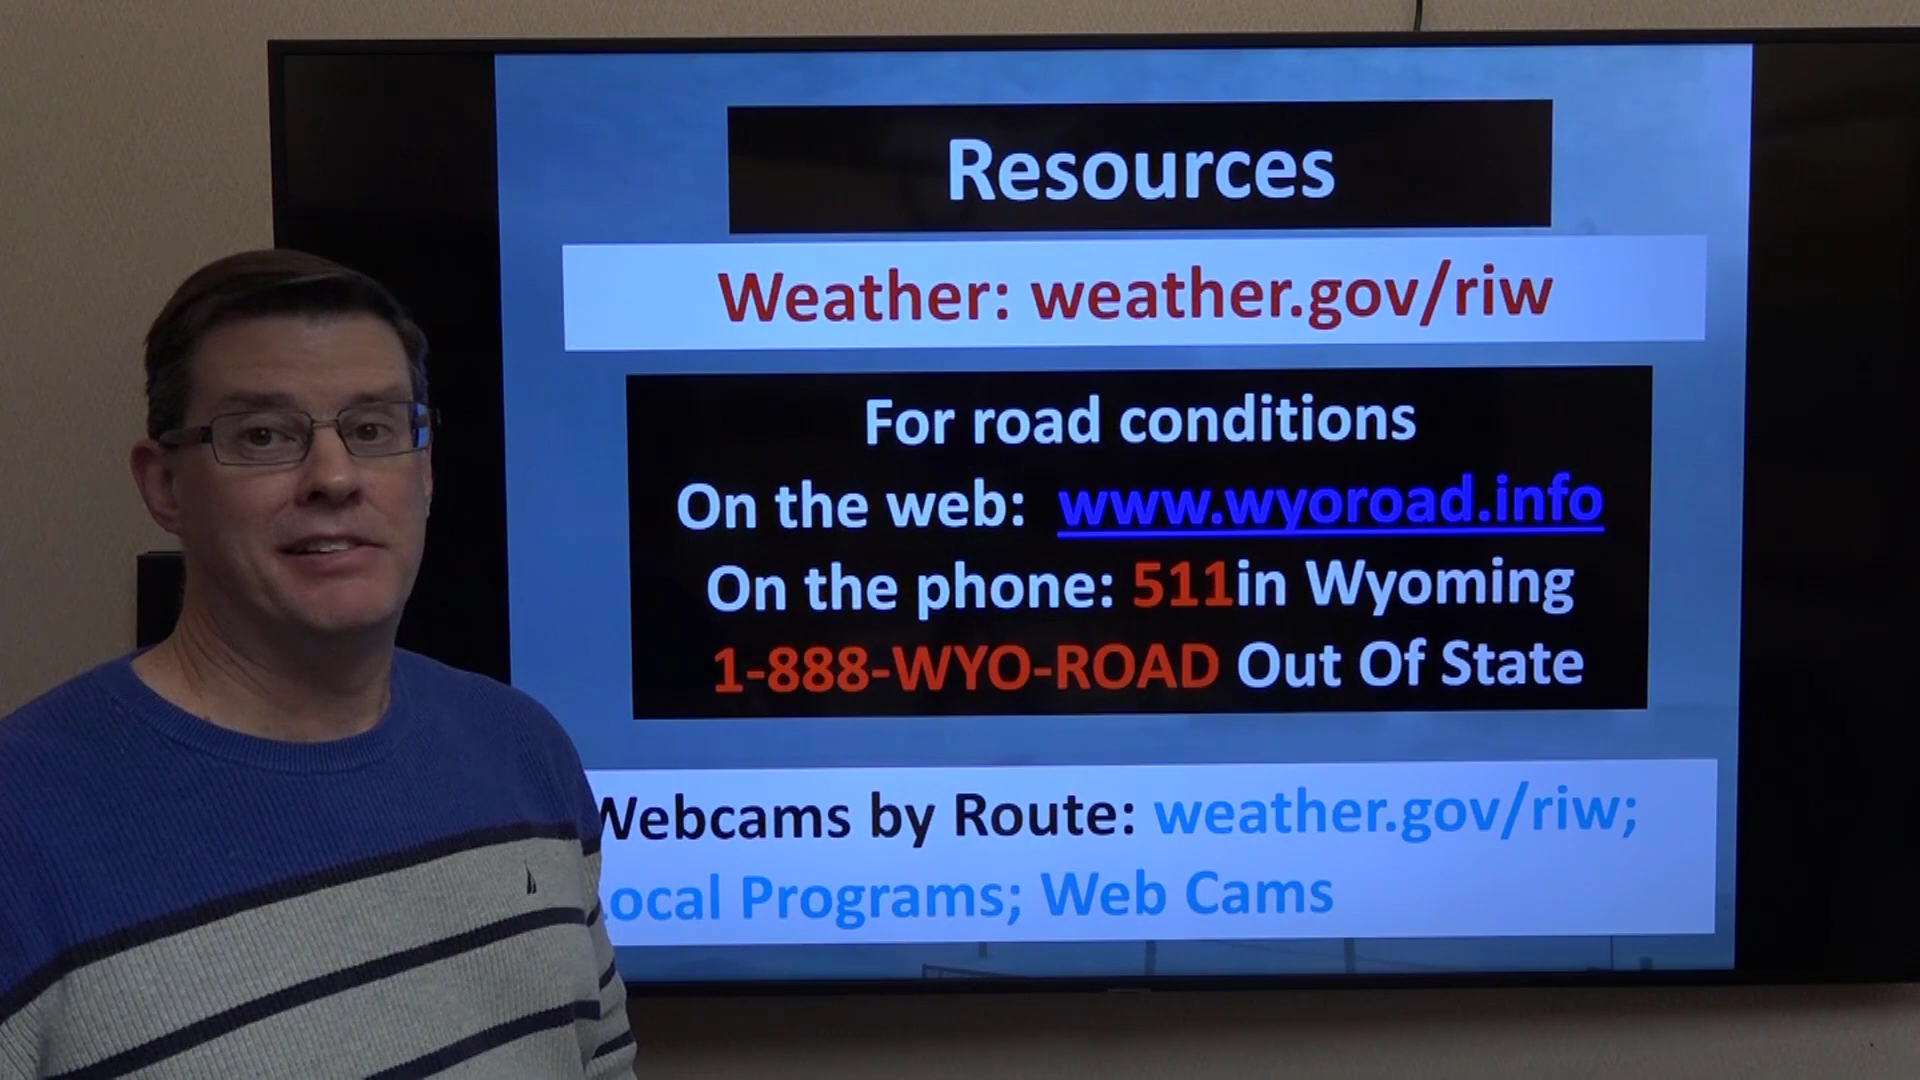 Resources
Weather: weather.gov/riw
For road conditions
On the web: www.wyoroad.info
On the phone: 511in Wyoming
1-888-WYO-ROAD Out Of State
Webcams by Route: weather.gov/riw;
Local Programs; Web Cams